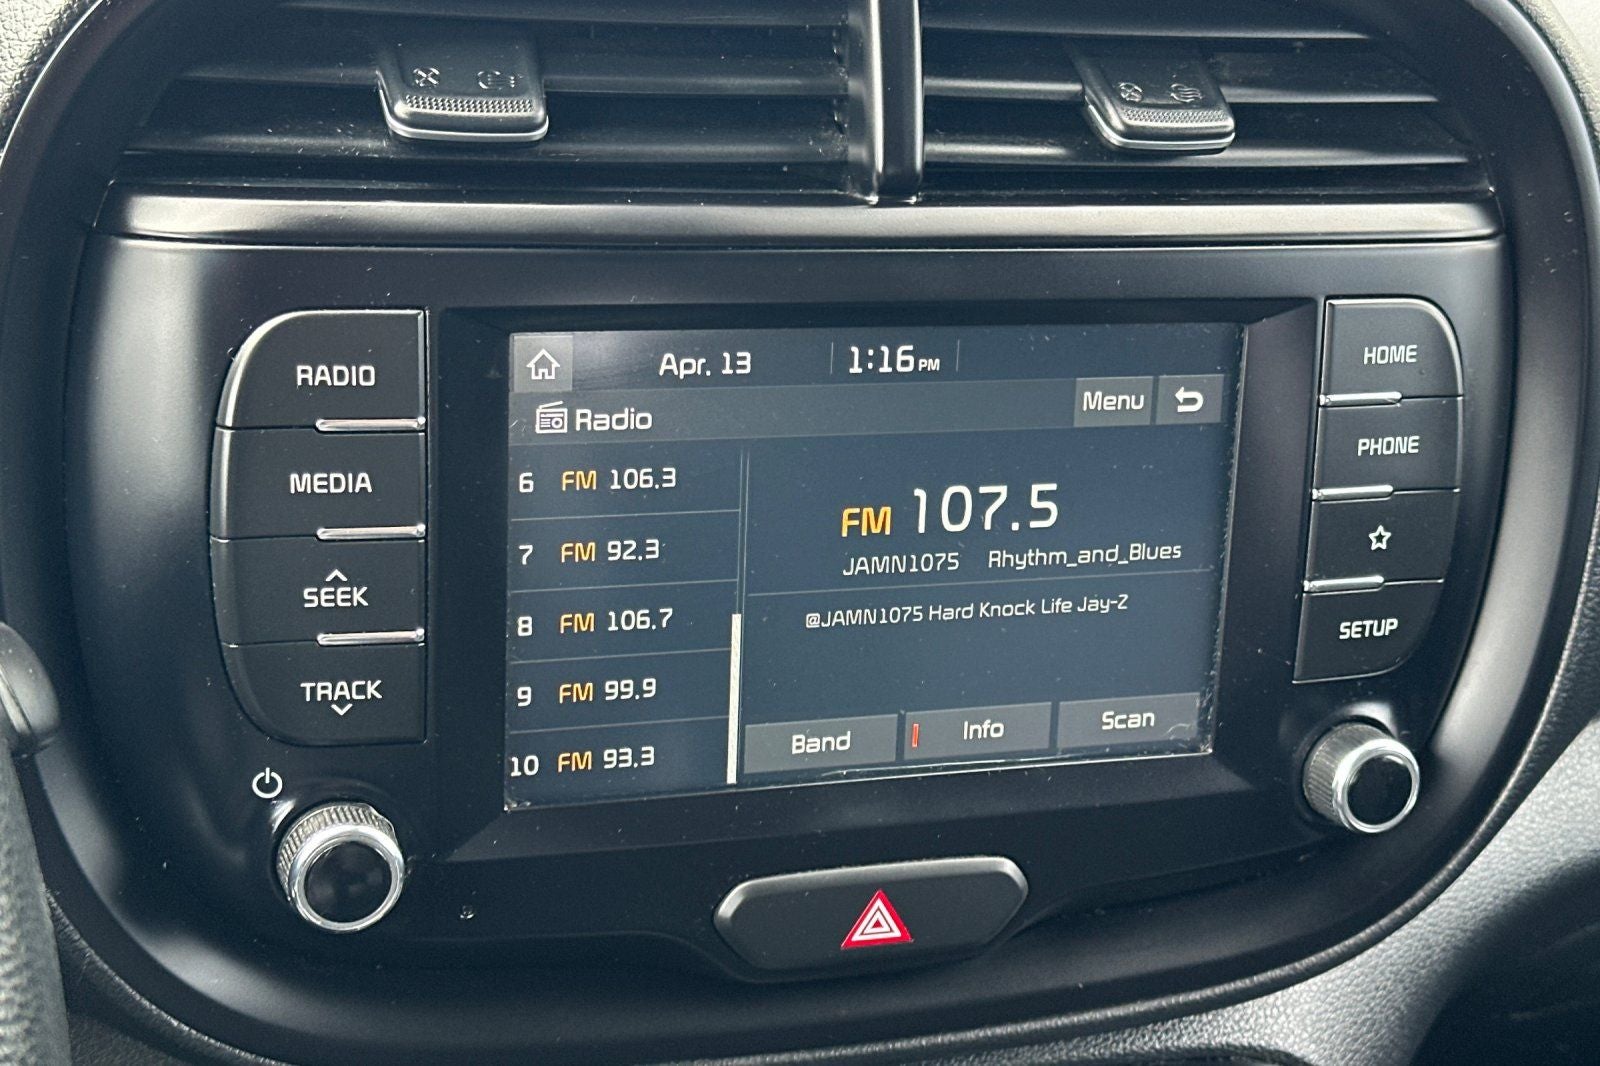 Apr. 13 1:16 PM
Radio Menu
6 FM 106.3
7 FM 92.3
8 FM 106.7
9 FM 99.9
10 FM 93.3
FM 107.5
JAMN1075 Rhythm_and_Blues
@JAMN1075 Hard Knock Life Jay-Z
Band Info Scan
RADIO
MEDIA
SEEK
TRACK
HOME
PHONE
SETUP